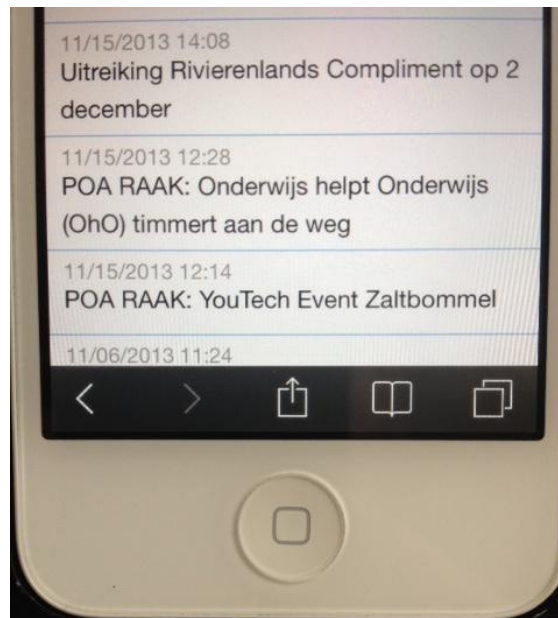 11/15/2013 14:08
Uitreiking Rivierenlands Compliment op 2
december
11/15/2013 12:28
POA RAAK: Onderwijs helpt Onderwijs
(OhO) timmert aan de weg
11/15/2013 12:14
POA RAAK: YouTech Event Zaltbommel
11/06/2013 11:24